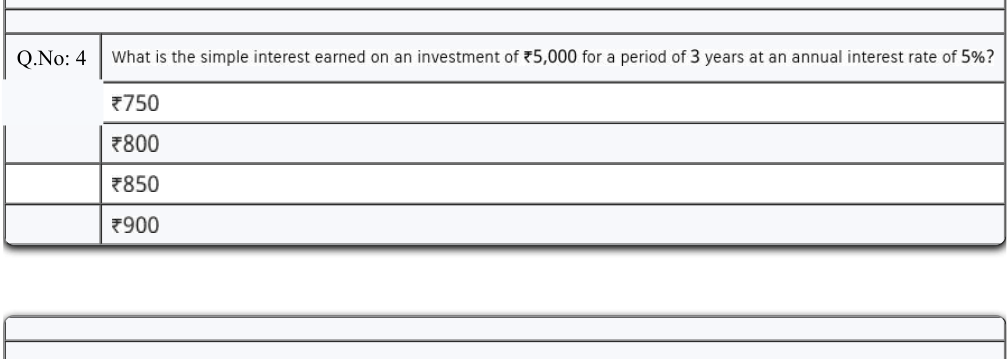 Q.No: 4 What is the simple interest earned on an investment of ₹5,000 for a period of 3 years at an annual interest rate of 5%?
₹750
₹800
₹850
₹900